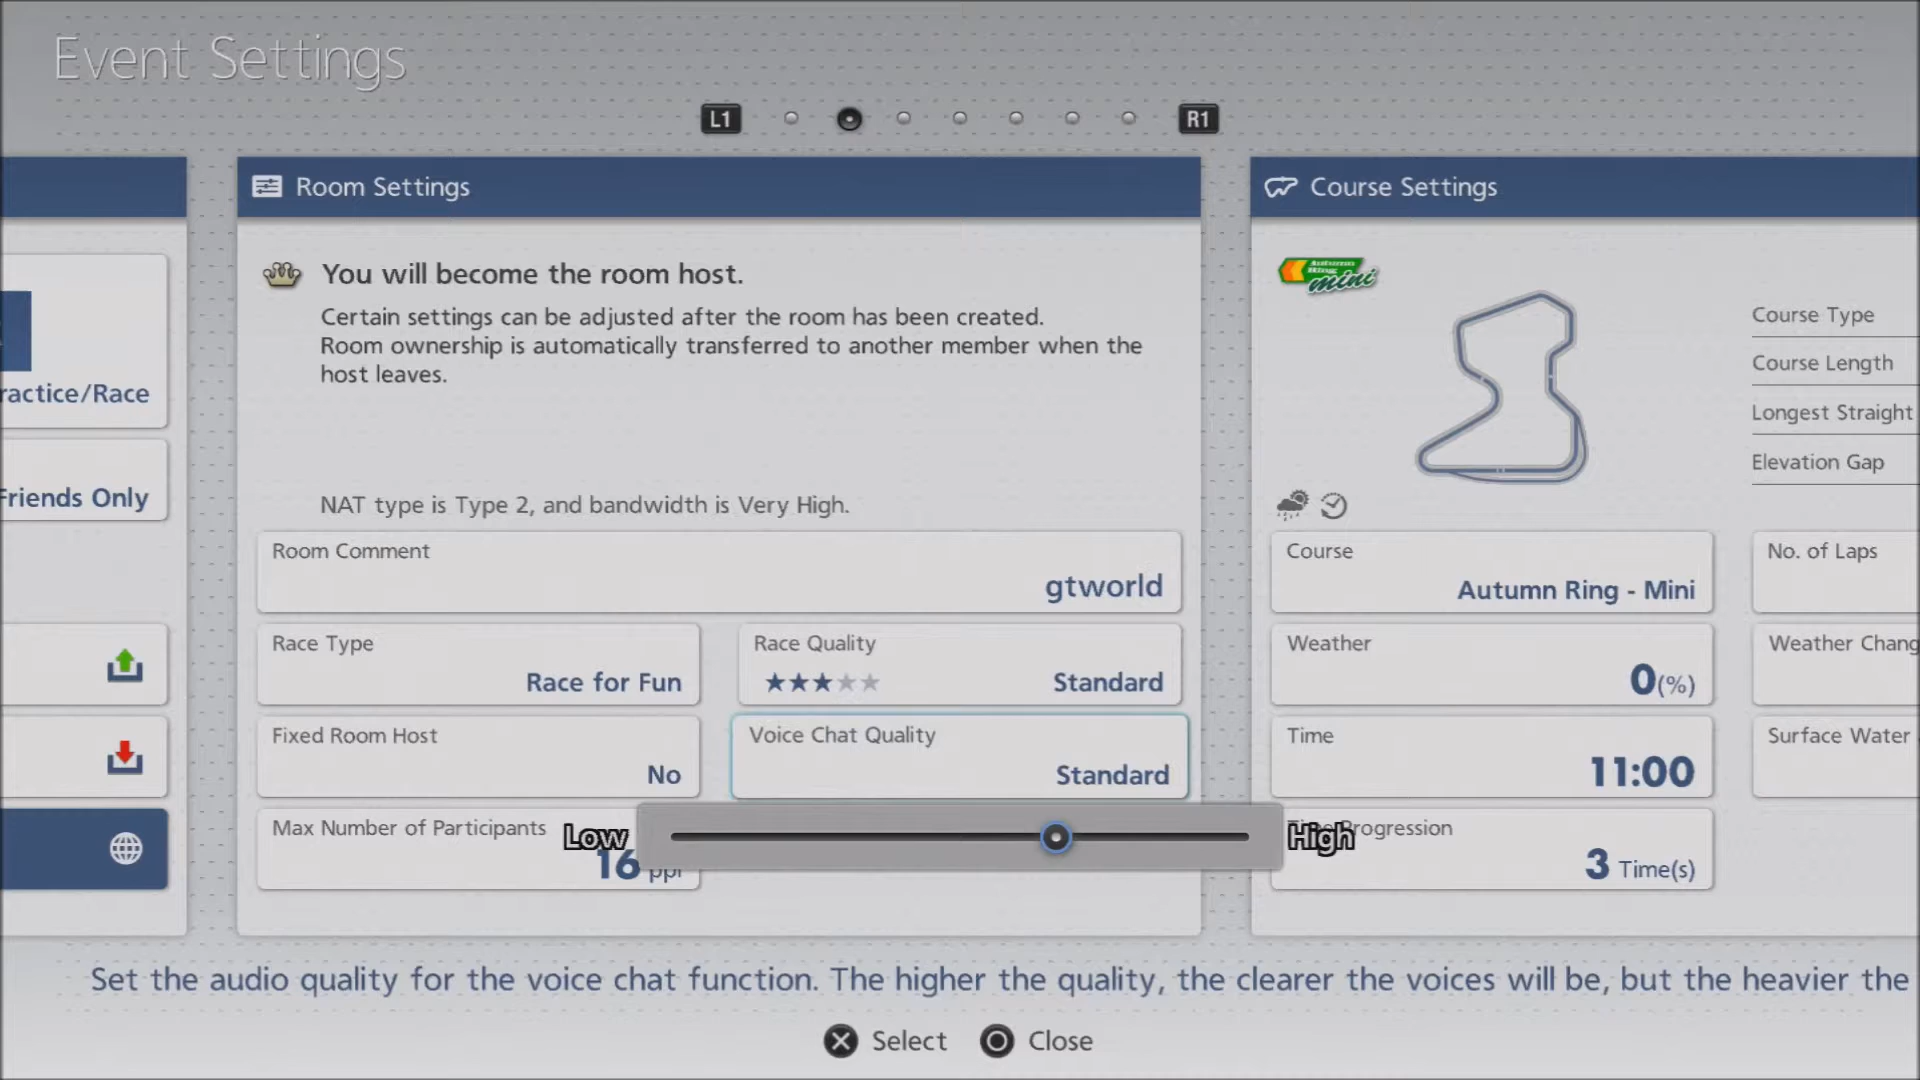 Event Settings
L1
R1
Room Settings
You will become the room host.
Certain settings can be adjusted after the room has been created.
Room ownership is automatically transferred to another member when the
host leaves.
NAT type is Type 2, and bandwidth is Very High.
Room Comment
gtworld
Race Type
Race for Fun
Race Quality
★★★★★ Standard
Fixed Room Host
No
Voice Chat Quality
Standard
Max Number of Participants
16
Low
High
ractice/Race
Friends Only
Course Settings
Autumn
Ring
mini
Course Type
Course Length
Longest Straight
Elevation Gap
Course
Autumn Ring - Mini
No. of Laps
Weather
0(%)
Weather Chang
Time
11:00
Surface Water
Progression
3 Time(s)
Set the audio quality for the voice chat function. The higher the quality, the clearer the voices will be, but the heavier the
Select
Close